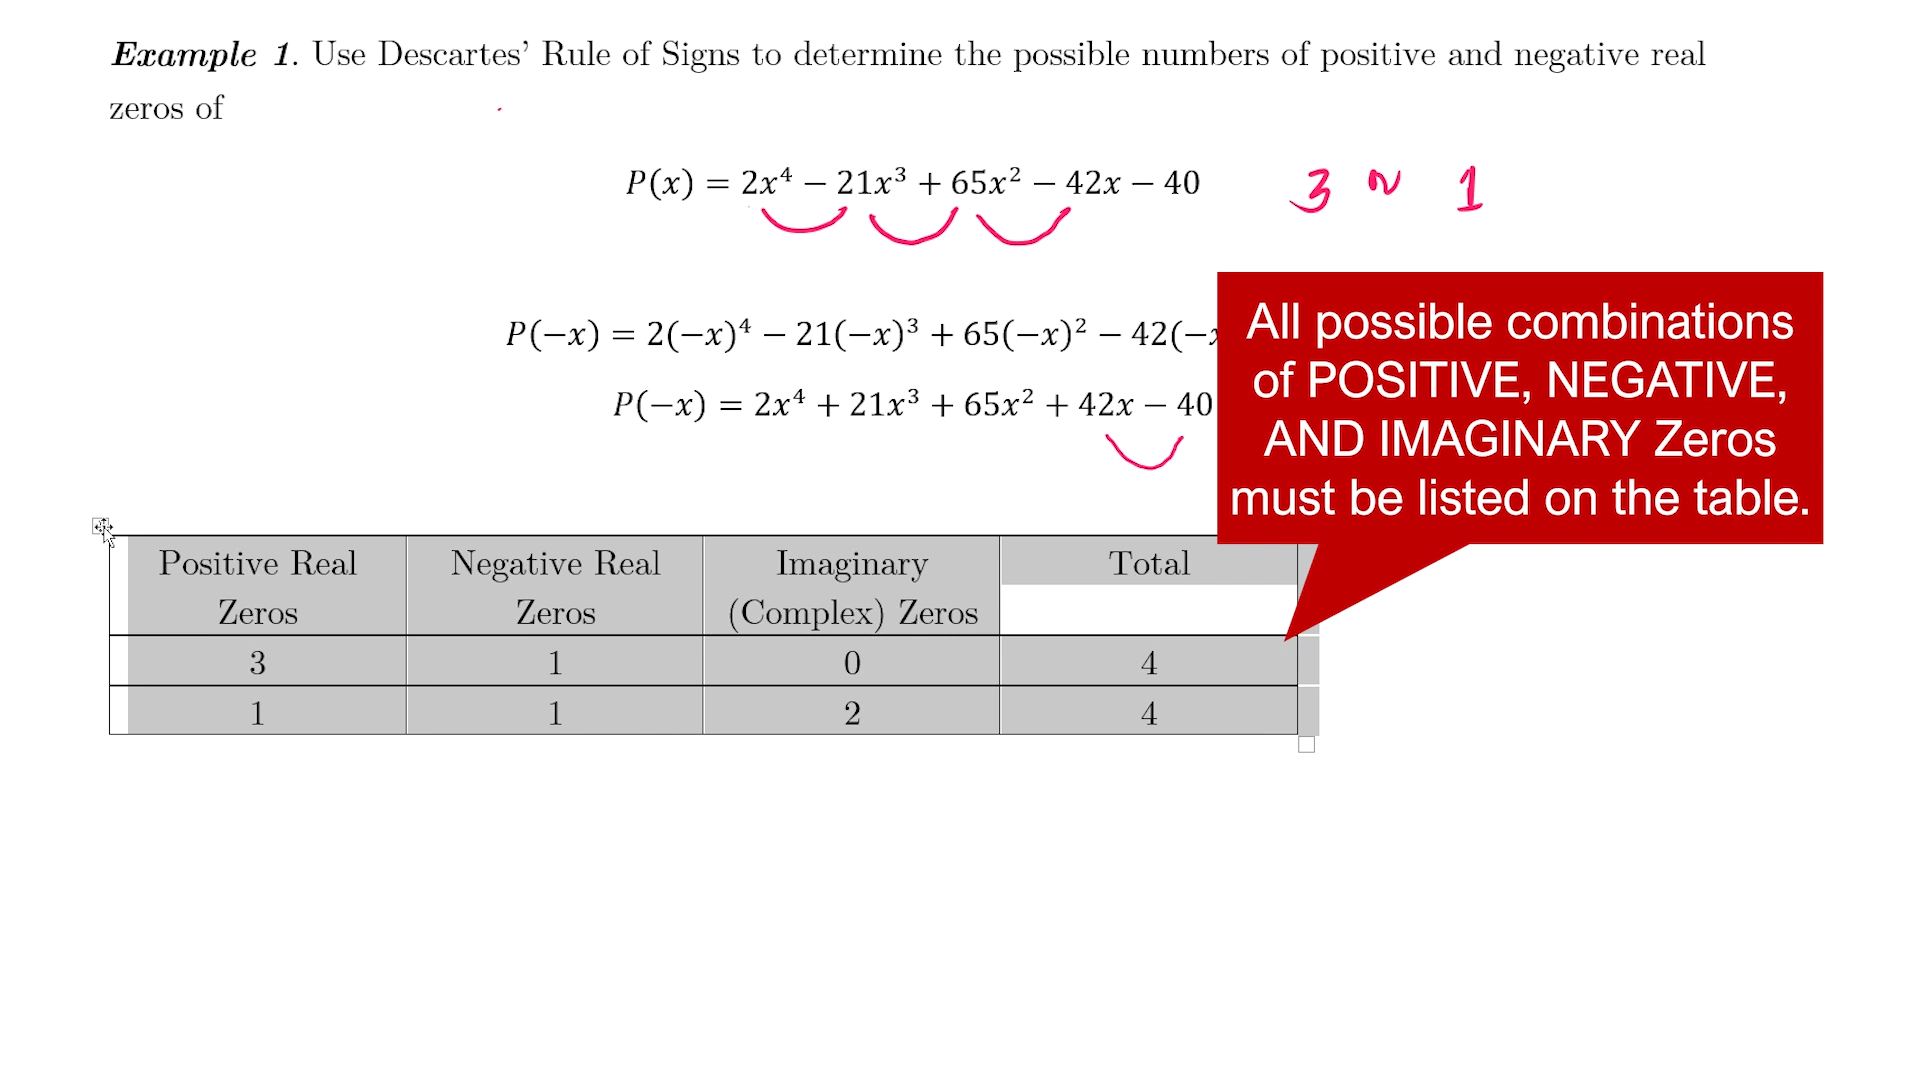 Example 1. Use Descartes’ Rule of Signs to determine the possible numbers of positive and negative real
zeros of
P(x) = 2x⁴ − 21x³ + 65x² − 42x − 40
3 ~ 1
P(−x) = 2(−x)⁴ − 21(−x)³ + 65(−x)² − 42(−
P(−x) = 2x⁴ + 21x³ + 65x² + 42x − 40
All possible combinations
of POSITIVE, NEGATIVE,
AND IMAGINARY Zeros
must be listed on the table.
Positive Real Negative Real Imaginary Total
Zeros Zeros (Complex) Zeros
3 1 0 4
1 1 2 4